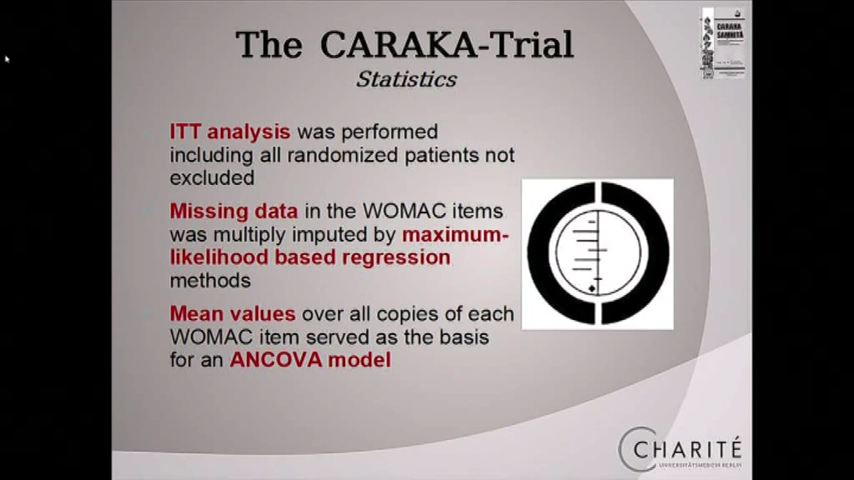 The CARAKA-Trial
Statistics
CARAKA
SAMHITĀ
ITT analysis was performed
including all randomized patients not
excluded
Missing data in the WOMAC items
was multiply imputed by maximum-
likelihood based regression
methods
Mean values over all copies of each
WOMAC item served as the basis
for an ANCOVA model
CHARITÉ
UNIVERSITÄTSMEDIZIN BERLIN